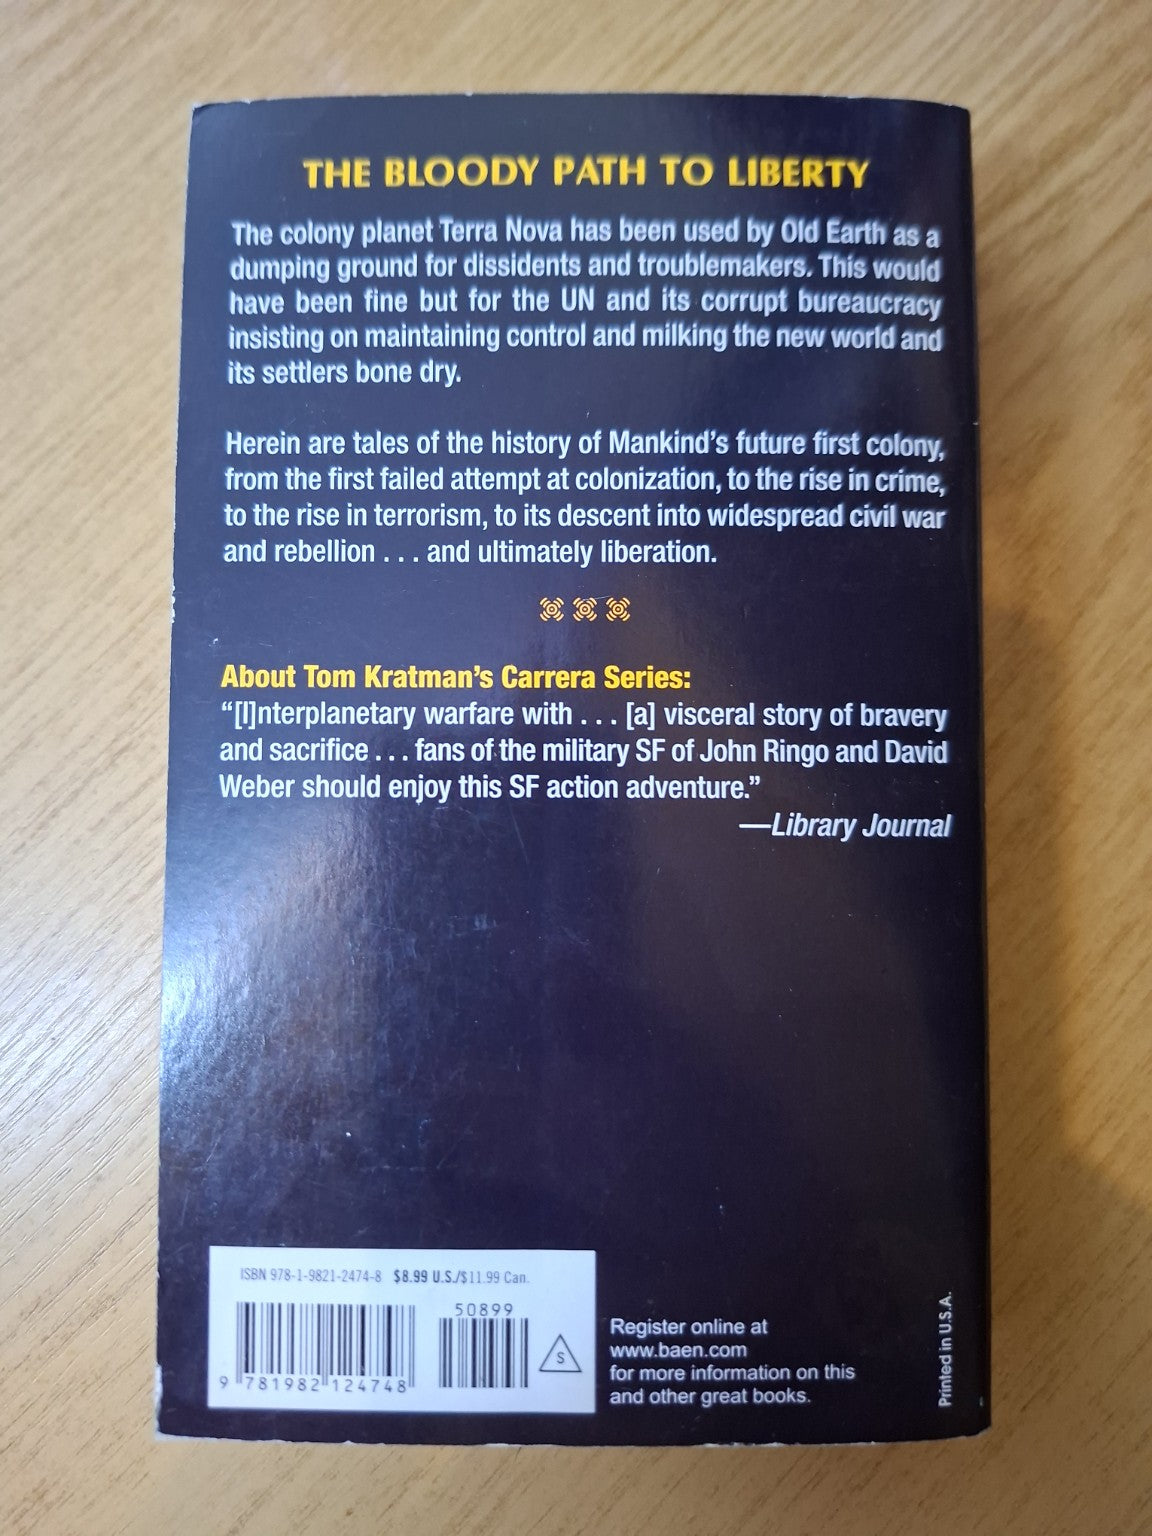 THE BLOODY PATH TO LIBERTY
The colony planet Terra Nova has been used by Old Earth as a
dumping ground for dissidents and troublemakers. This would
have been fine but for the UN and its corrupt bureaucracy
insisting on maintaining control and milking the new world and
its settlers bone dry.
Herein are tales of the history of Mankind's future first colony,
from the first failed attempt at colonization, to the rise in crime,
to the rise in terrorism, to its descent into widespread civil war
and rebellion . . . and ultimately liberation.
About Tom Kratman's Carrera Series:
“[I]nterplanetary warfare with . . . [a] visceral story of bravery
and sacrifice . . . fans of the military SF of John Ringo and David
Weber should enjoy this SF action adventure.”
—Library Journal
ISBN 978-1-9821-2474-8 $8.99 U.S./$11.99 Can.
50899
S
9 781982 124748
Register online at
www.baen.com
for more information on this
and other great books.
Printed in U.S.A.